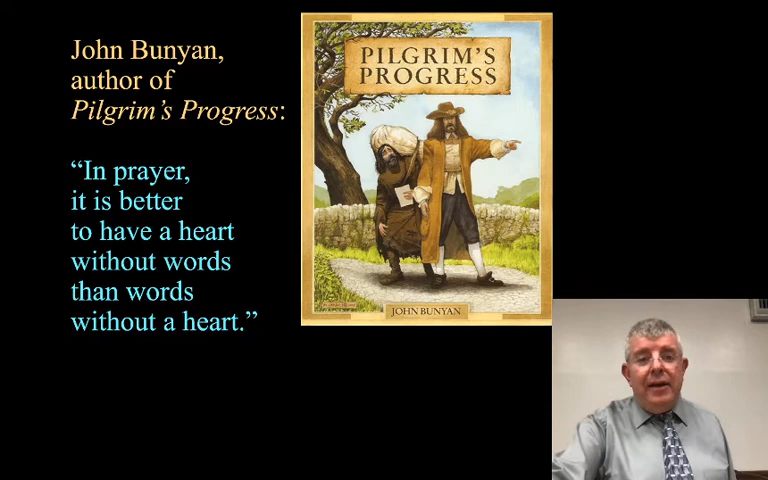 John Bunyan,
author of
Pilgrim’s Progress:
“In prayer,
it is better
to have a heart
without words
than words
without a heart.”
PILGRIM'S
PROGRESS
JOHN BUNYAN